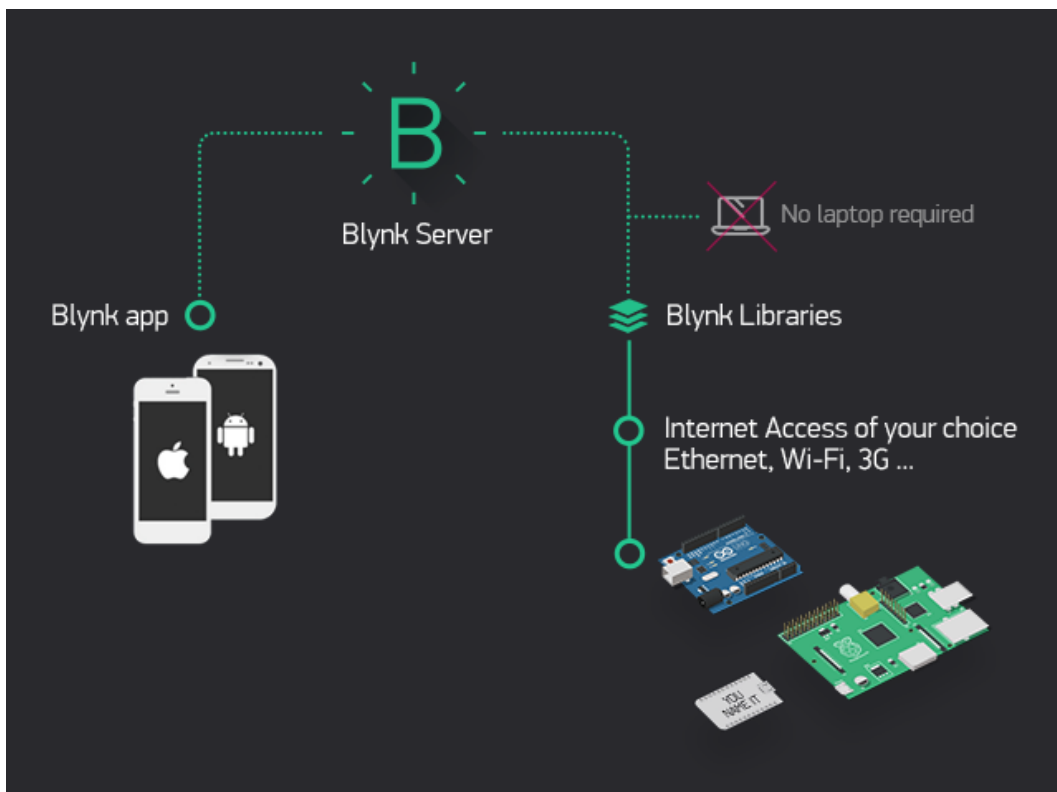 B
Blynk Server
No laptop required
Blynk app
Blynk Libraries
Internet Access of your choice
Ethernet, Wi-Fi, 3G ...
UNO
YOU
NAME IT